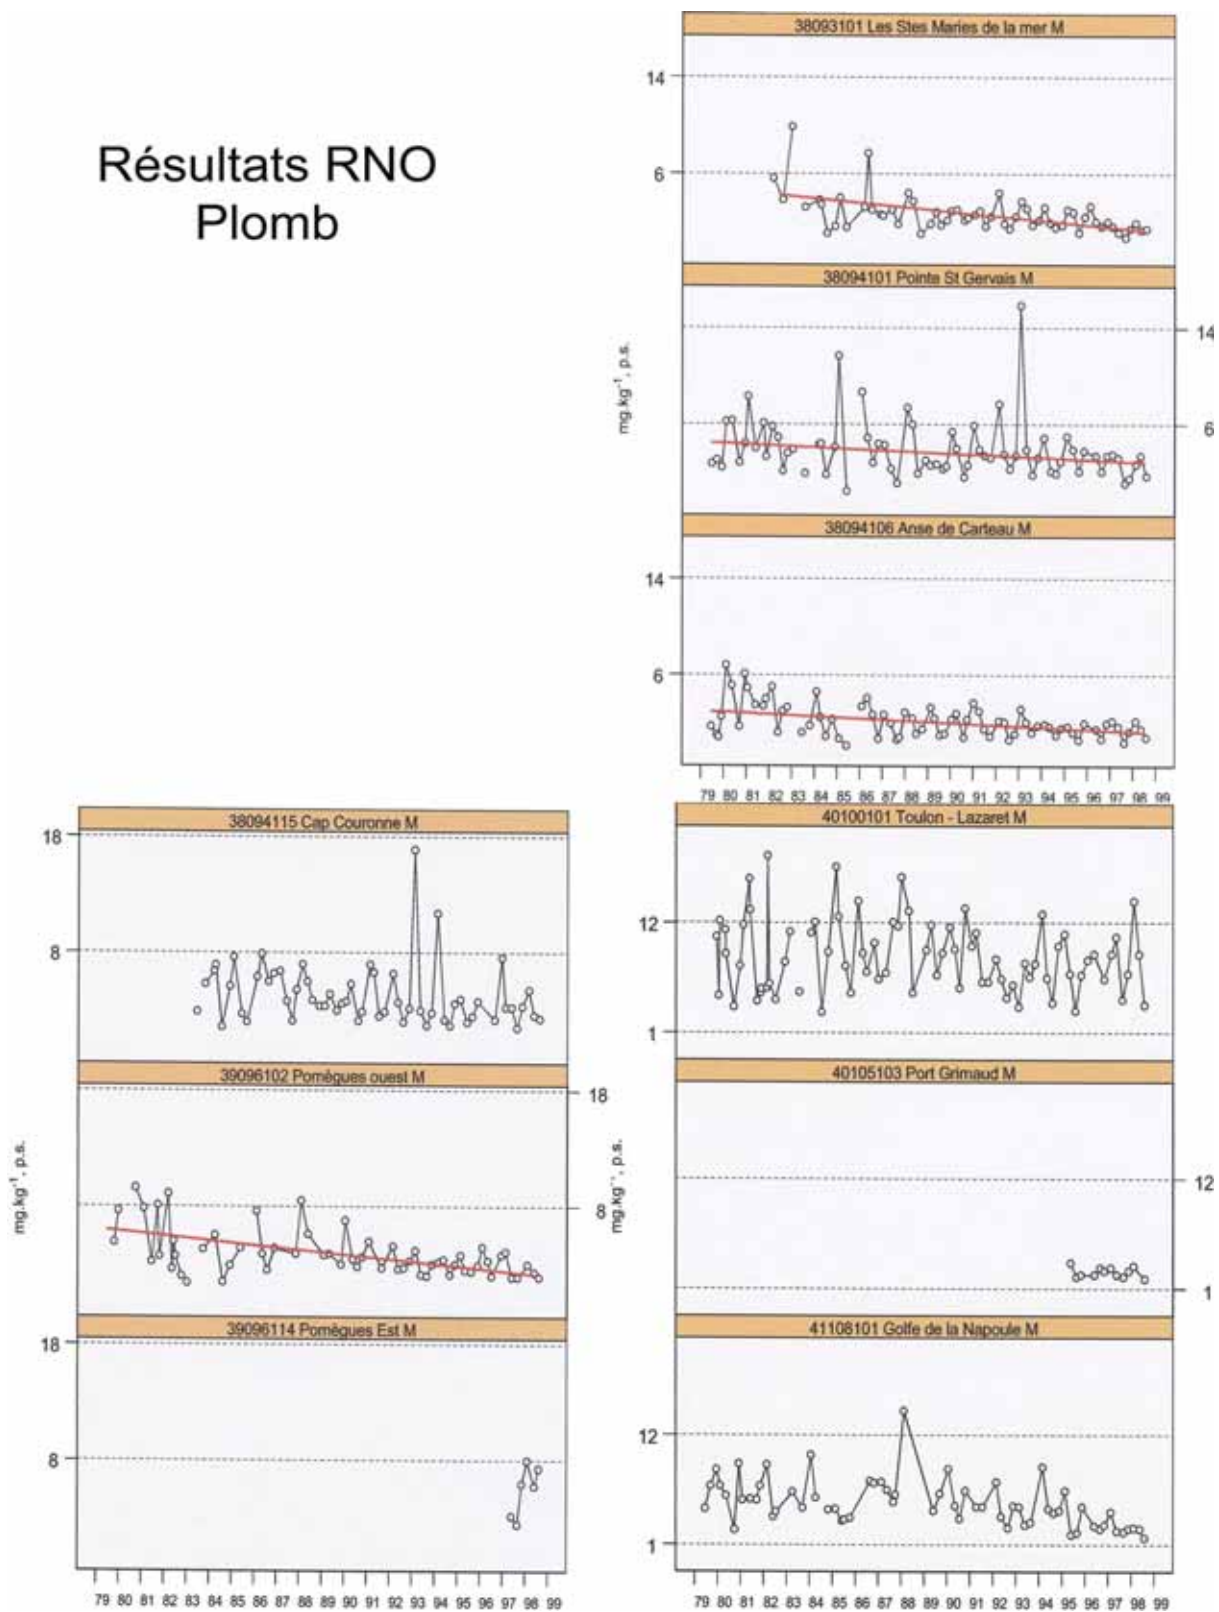 Résultats RNO
Plomb
38093101 Les Stes Maries de la mer M
14
6
38094101 Pointe St Gervais M
14
6
mg.kg⁻¹, p.s.
38094106 Anse de Carteau M
14
6
79 80 81 82 83 84 85 86 87 88 89 90 91 92 93 94 95 96 97 98 99
38094115 Cap Couronne M
18
8
39096102 Pomègues ouest M
18
8
mg.kg⁻¹, p.s.
39096114 Pomègues Est M
18
8
79 80 81 82 83 84 85 86 87 88 89 90 91 92 93 94 95 96 97 98 99
40100101 Toulon - Lazaret M
12
1
40105103 Port Grimaud M
12
1
mg.kg⁻¹, p.s.
41108101 Golfe de la Napoule M
12
1
79 80 81 82 83 84 85 86 87 88 89 90 91 92 93 94 95 96 97 98 99